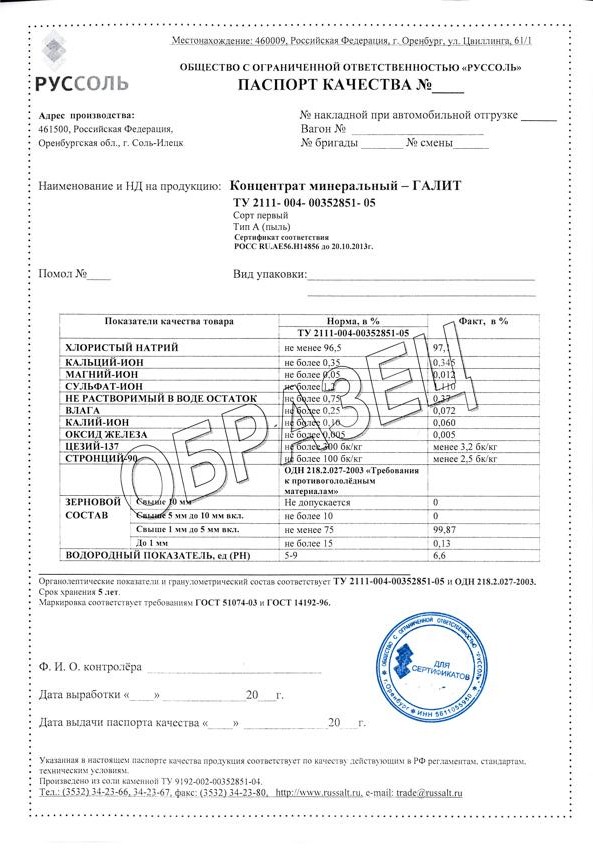 Местонахождение: 460009, Российская Федерация, г. Оренбург, ул. Цвиллинга, 61/1
РУССОЛЬ
ОБЩЕСТВО С ОГРАНИЧЕННОЙ ОТВЕТСТВЕННОСТЬЮ «РУССОЛЬ»
ПАСПОРТ КАЧЕСТВА №____
Адрес производства:
461500, Российская Федерация,
Оренбургская обл., г. Соль-Илецк
№ накладной при автомобильной отгрузке ______
Вагон № ____________________
№ бригады _______ № смены______
Наименование и НД на продукцию: Концентрат минеральный – ГАЛИТ
ТУ 2111- 004- 00352851- 05
Сорт первый
Тип А (пыль)
Сертификат соответствия
РОСС RU.АЕ56.Н14856 до 20.10.2013г.
Помол №____ Вид упаковки:____________________
Показатели качества товара Норма, в % Факт, в %
ТУ 2111-004-00352851-05
ХЛОРИСТЫЙ НАТРИЙ не менее 96,5 97,1
КАЛЬЦИЙ-ИОН не более 0,35 0,345
МАГНИЙ-ИОН не более 0,05 0,012
СУЛЬФАТ-ИОН не более 1,2 1,110
НЕ РАСТВОРИМЫЙ В ВОДЕ ОСТАТОК не более 0,75 0,37
ВЛАГА не более 0,25 0,072
КАЛИЙ-ИОН не более 0,10 0,060
ОКСИД ЖЕЛЕЗА не более 0,005 0,005
ЦЕЗИЙ-137 не более 300 бк/кг менее 3,2 бк/кг
СТРОНЦИЙ-90 не более 100 бк/кг менее 2,5 бк/кг
ОДН 218.2.027-2003 «Требования
к противогололёдным
материалам»
ЗЕРНОВОЙ СОСТАВ Свыше 10 мм Не допускается 0
Свыше 5 мм до 10 мм вкл. не более 10 0
Свыше 1 мм до 5 мм вкл. Не менее 75 99,87
До 1 мм Не более 15 0,13
ВОДОРОДНЫЙ ПОКАЗАТЕЛЬ, ед (РН) 5-9 6,6
ОБРАЗЕЦ
Органолептические показатели и гранулометрический состав соответствует ТУ 2111-004-00352851-05 и ОДН 218.2.027-2003.
Срок хранения 5 лет.
Маркировка соответствует требованиям ГОСТ 51074-03 и ГОСТ 14192-96.
ОБЩЕСТВО С ОГРАНИЧЕННОЙ ОТВЕТСТВЕННОСТЬЮ "РУССОЛЬ"
ДЛЯ СЕРТИФИКАТОВ
г. Оренбург * ИНН 5611055980
Ф. И. О. контролёра ____________________
Дата выработки «____» ______________20___г.
Дата выдачи паспорта качества «____» ______________20___г.
Указанная в настоящем паспорте качества продукция соответствует по качеству действующим в РФ регламентам, стандартам,
техническим условиям.
Произведено из соли каменной ТУ 9192-002-00352851-04.
Тел.: (3532) 34-23-66, 34-23-67, факс: (3532) 34-23-80, http://www.russalt.ru, e-mail: trade@russalt.ru